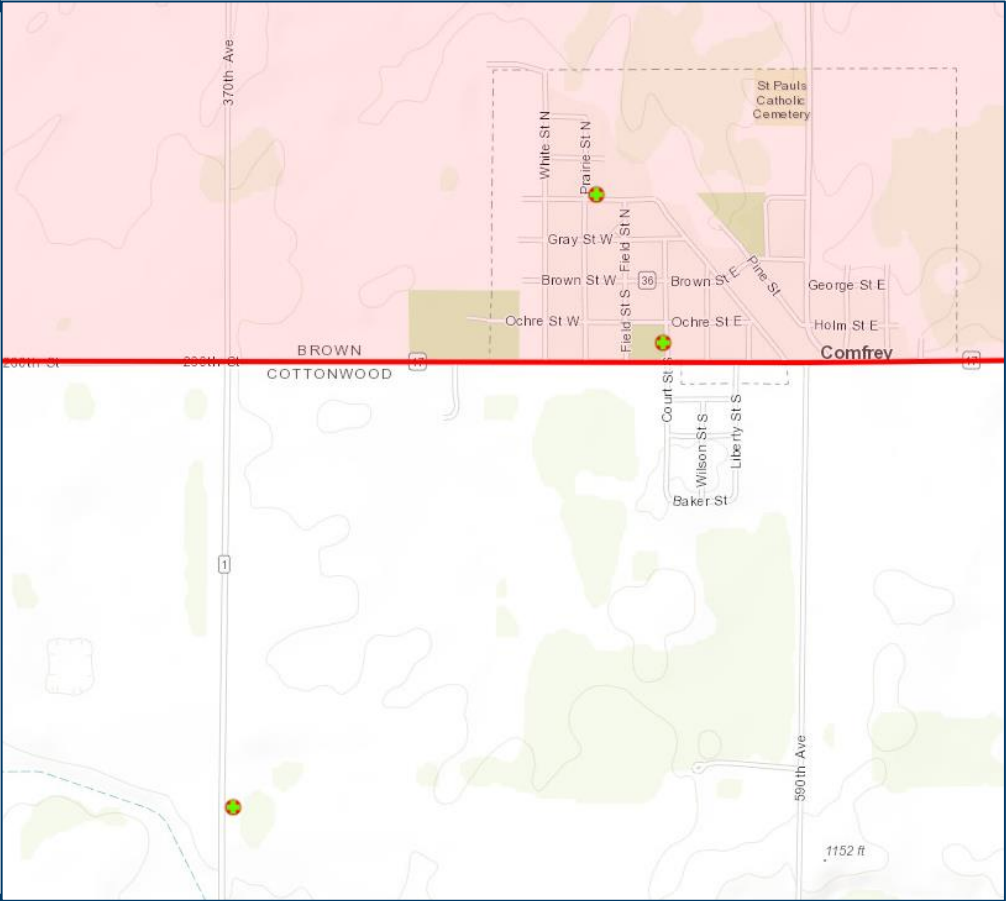 370th Ave
St Pauls
Catholic
Cemetery
White St N
Prairie St N
Field St N
Gray St W
Brown St W
36
Brown St E
Pine St
George St E
Ochre St W
Field St S
Ochre St E
Holm St E
Comfrey
BROWN
17
17
COTTONWOOD
Court St S
Wilson St S
Liberty St S
Baker St
1
590th Ave
1152 ft